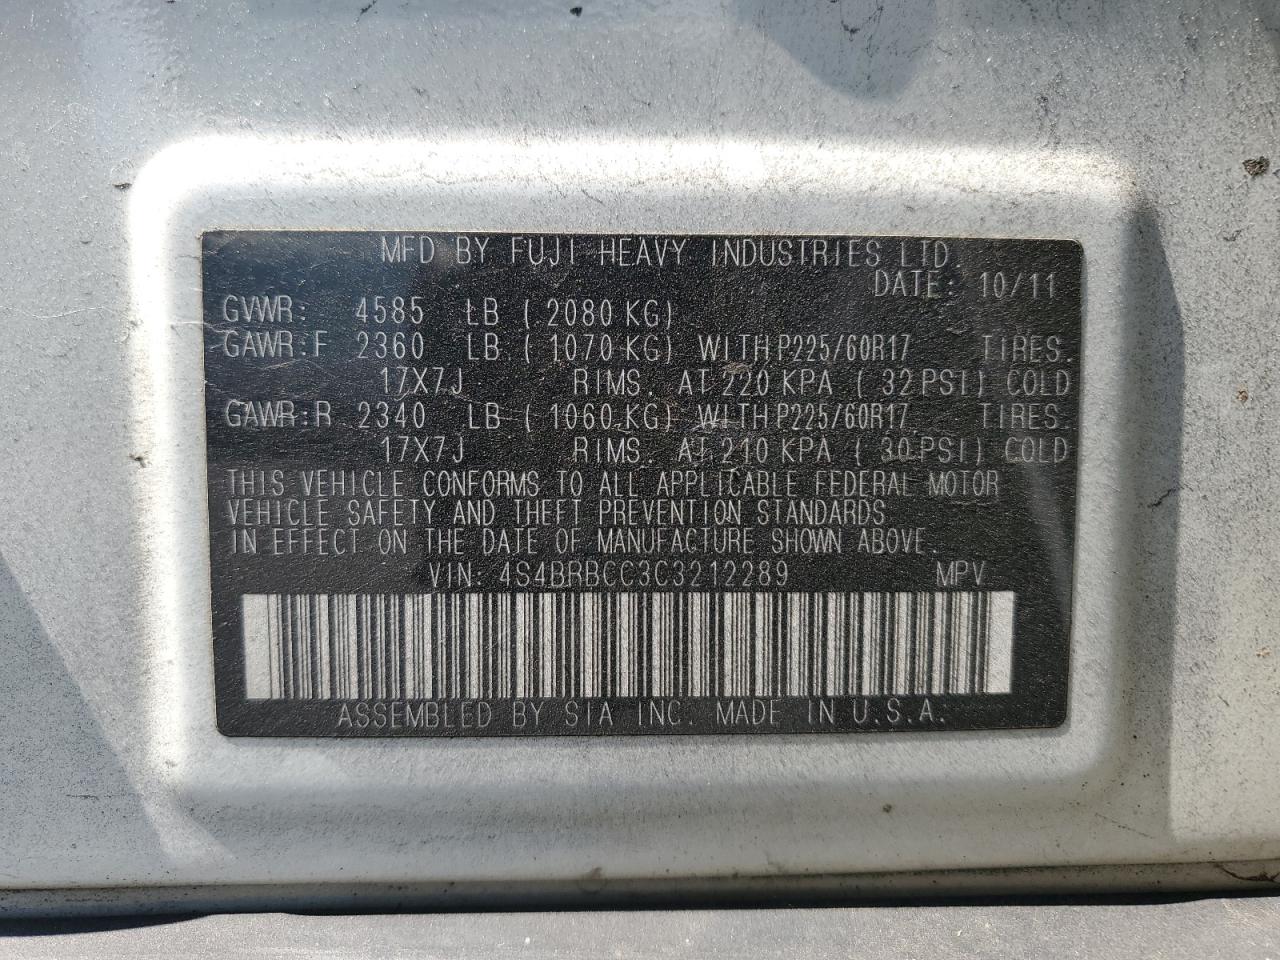 MFD BY FUJI HEAVY INDUSTRIES LTD.
DATE: 10/11
GVWR: 4585 LB (2080 KG)
GAWR:F 2360 LB (1070 KG) WITH P225/60R17 TIRES.
17X7J RIMS. AT 220 KPA (32 PSI) COLD
GAWR:R 2340 LB (1060 KG) WITH P225/60R17 TIRES.
17X7J RIMS. AT 210 KPA (30 PSI) COLD
THIS VEHICLE CONFORMS TO ALL APPLICABLE FEDERAL MOTOR
VEHICLE SAFETY AND THEFT PREVENTION STANDARDS
IN EFFECT ON THE DATE OF MANUFACTURE SHOWN ABOVE.
VIN: 4S4BRBCC3C3212289 MPV
ASSEMBLED BY SIA INC. MADE IN U.S.A.